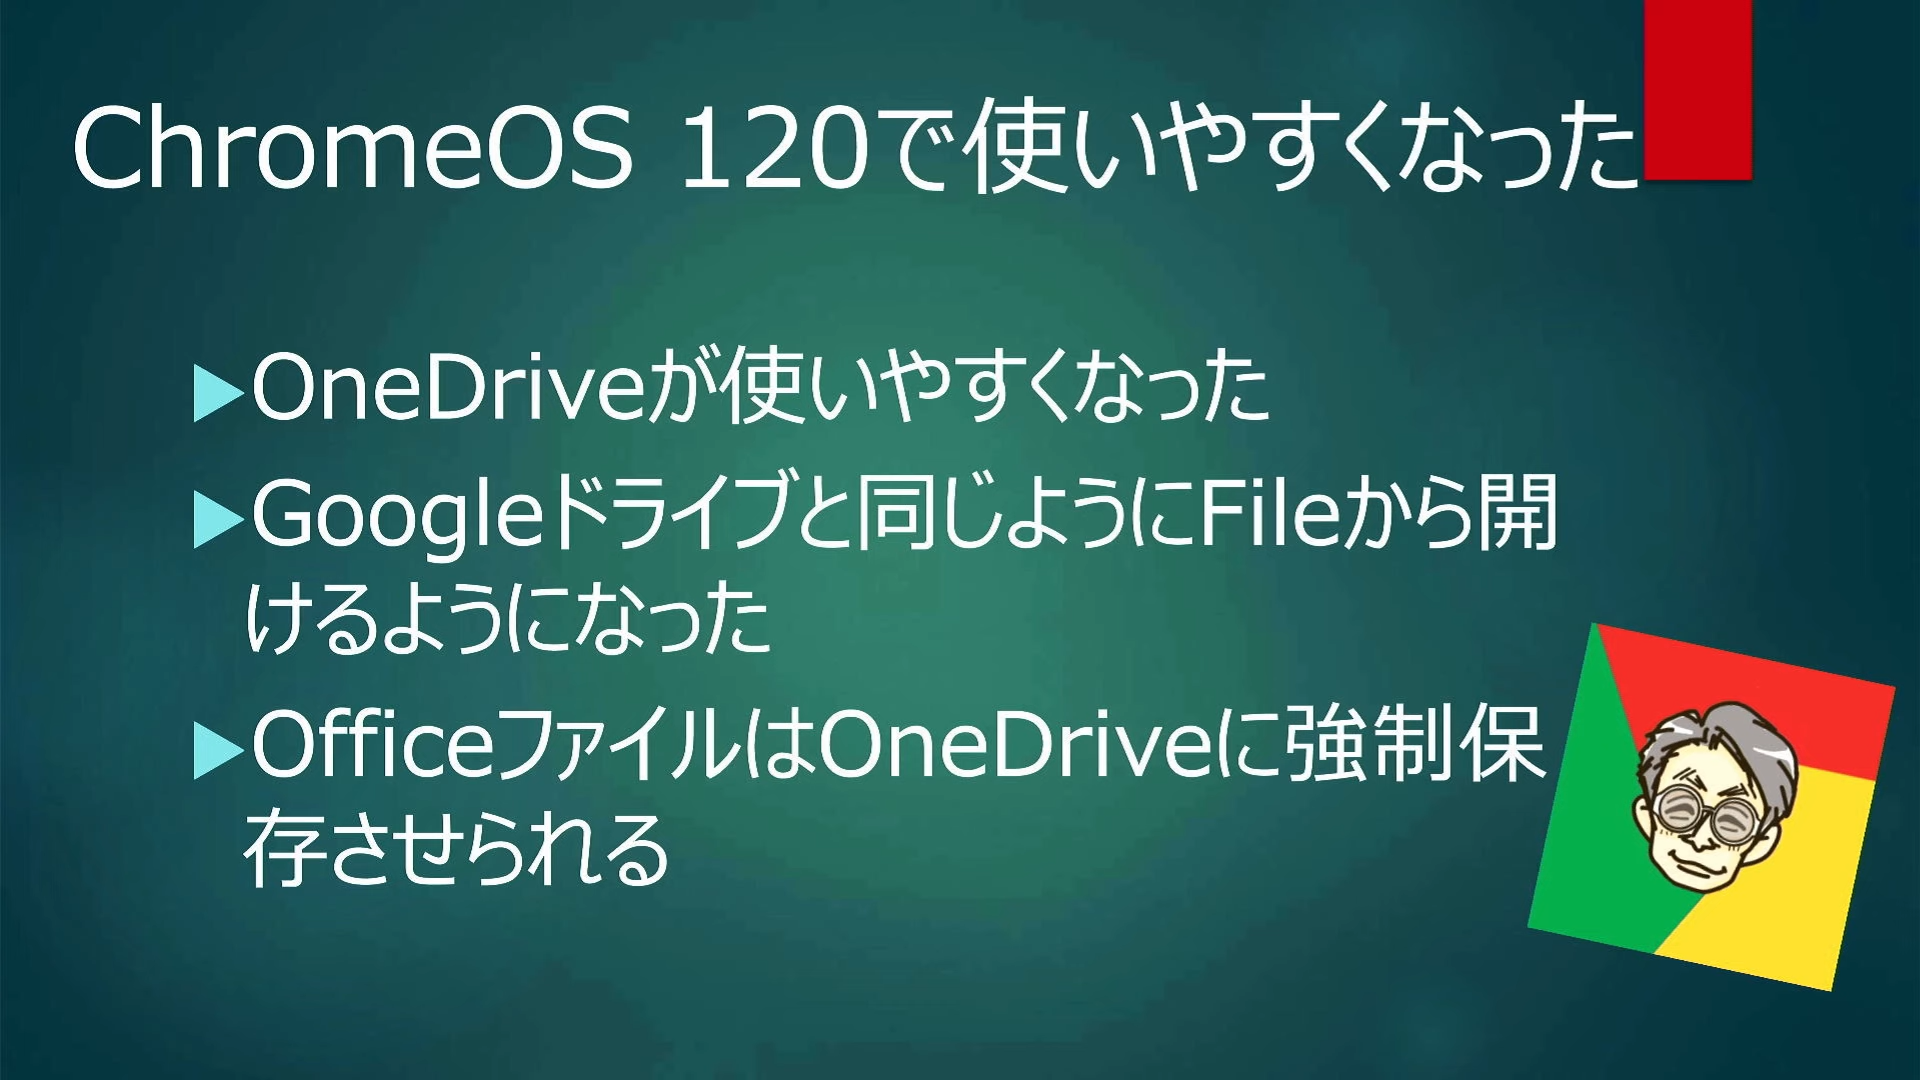 ChromeOS 120で使いやすくなった
▶OneDriveが使いやすくなった
▶Googleドライブと同じようにFileから開
けるようになった
▶OfficeファイルはOneDriveに強制保
存させられる